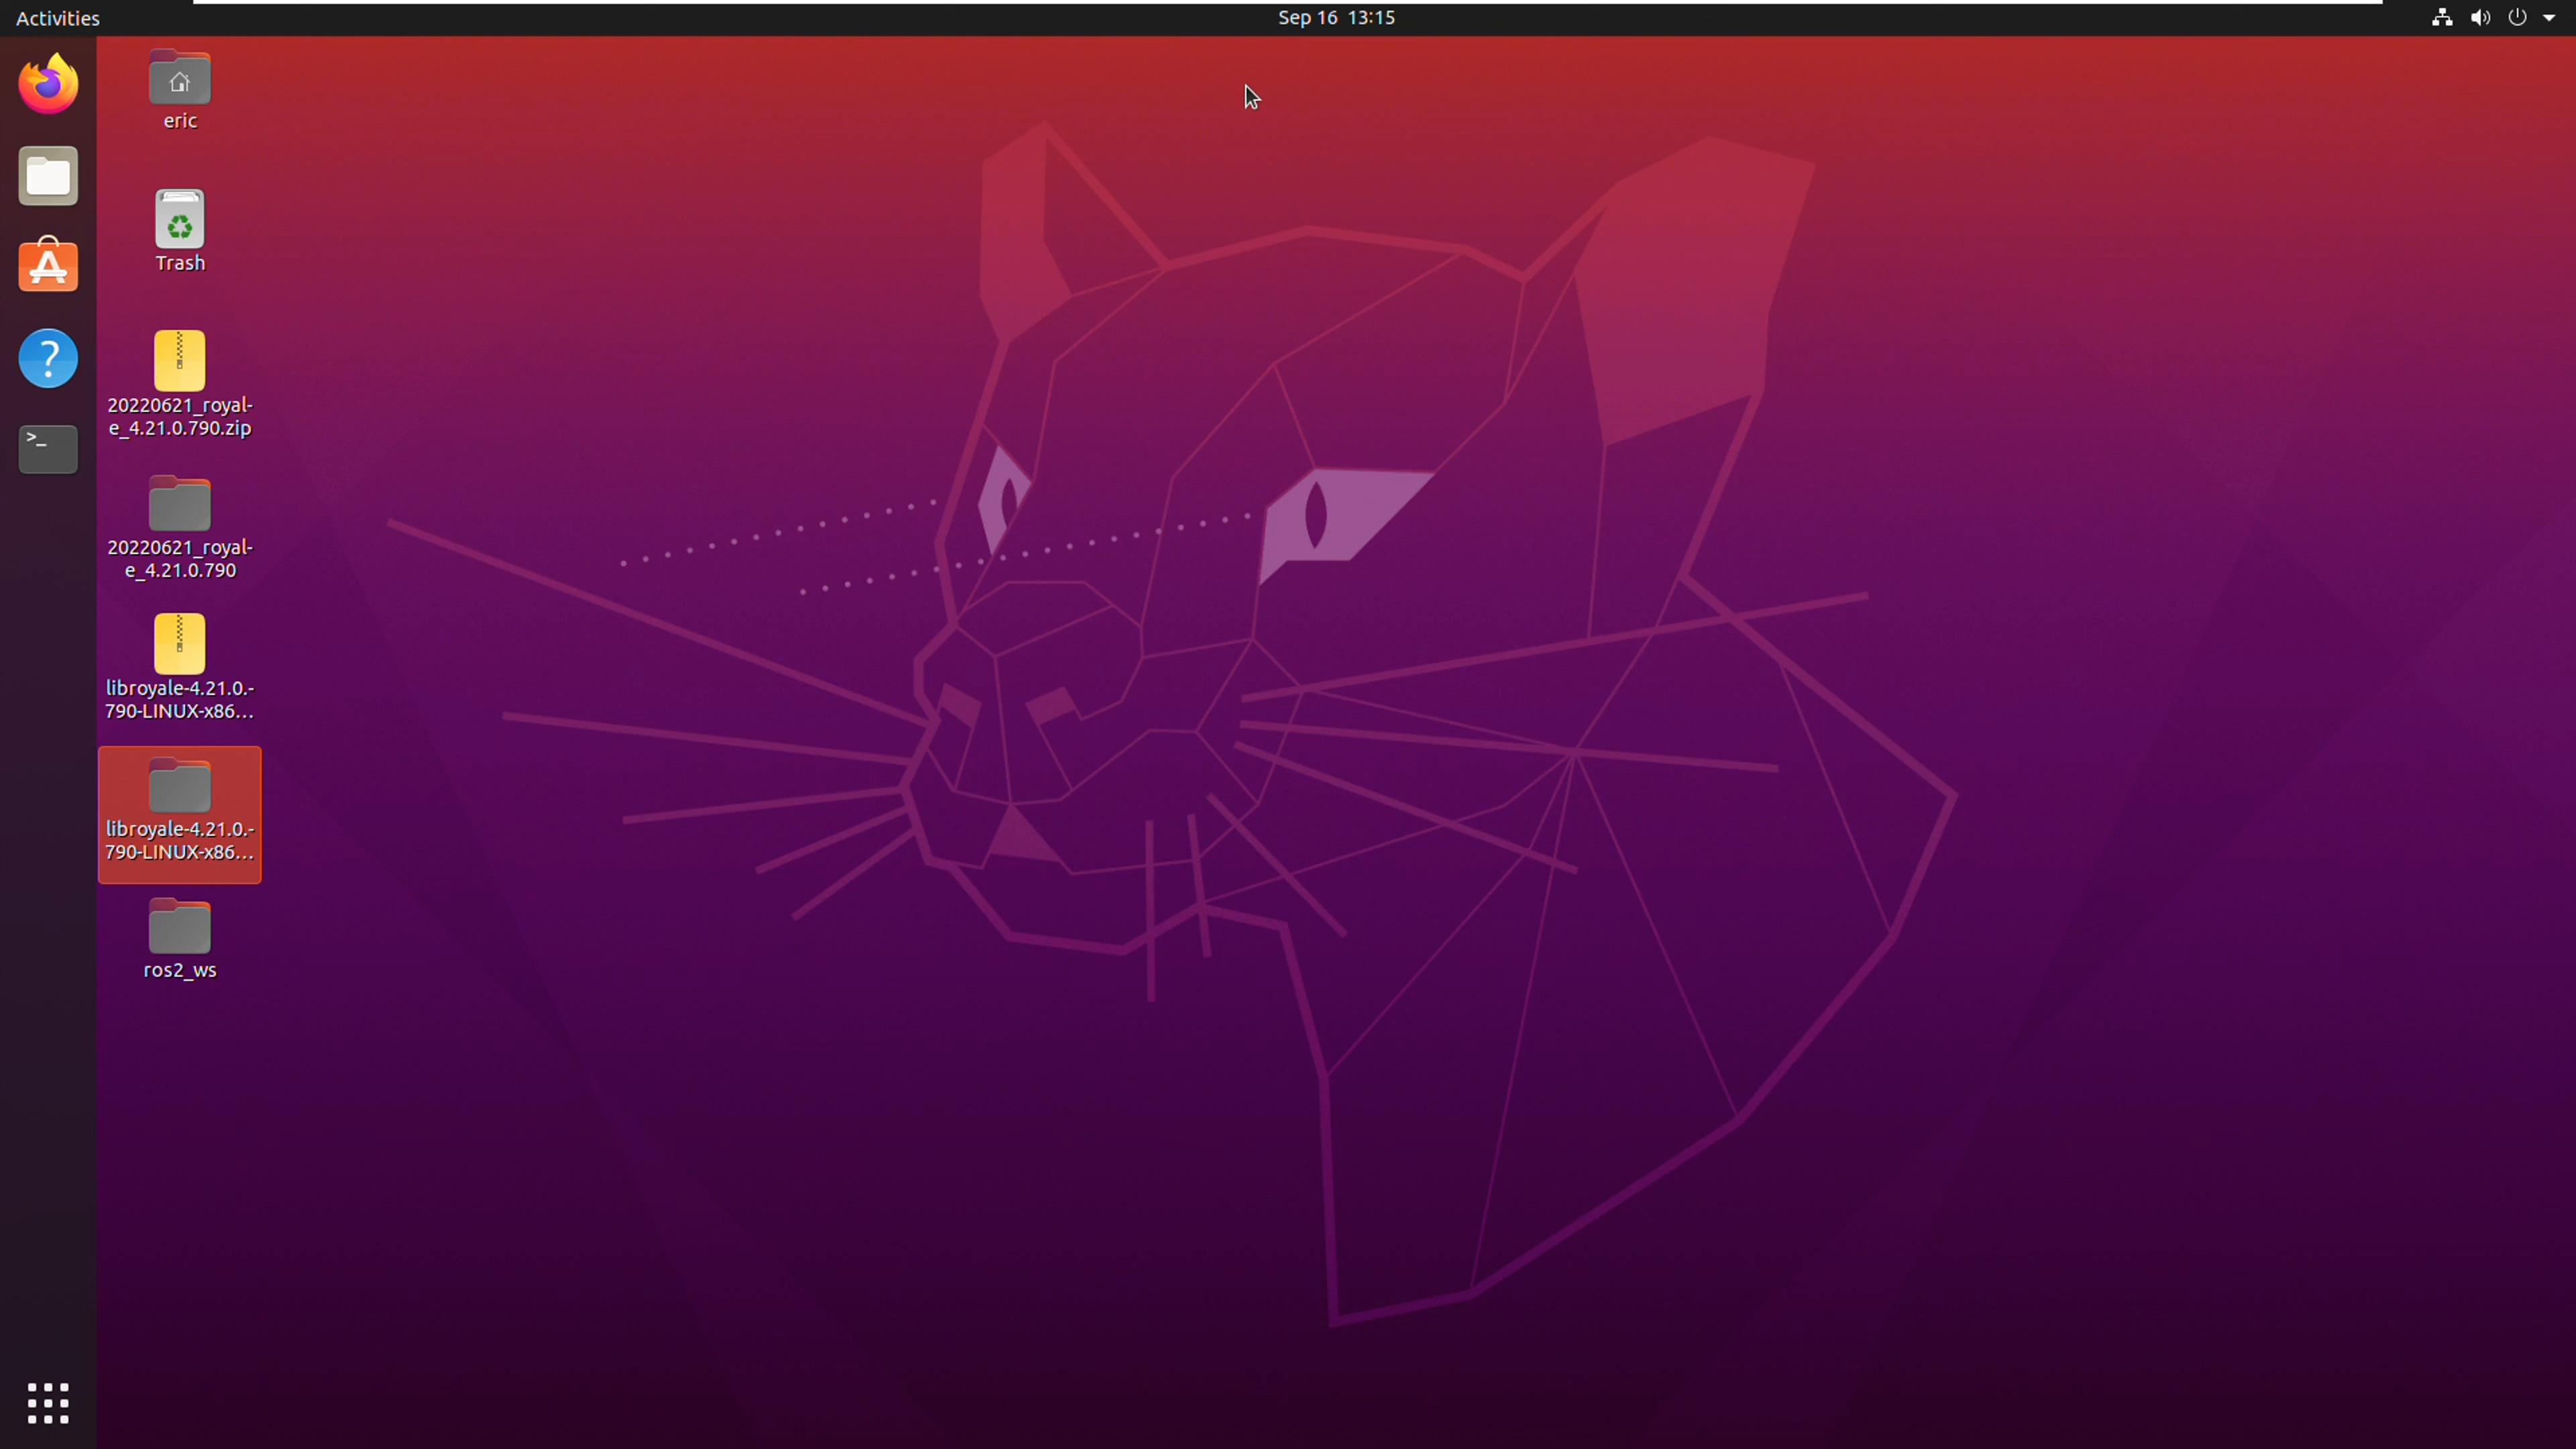 Activities
Sep 16 13:15
eric
Trash
20220621_royal-
e_4.21.0.790.zip
20220621_royal-
e_4.21.0.790
libroyale-4.21.0.-
790-LINUX-x86...
libroyale-4.21.0.-
790-LINUX-x86...
ros2_ws